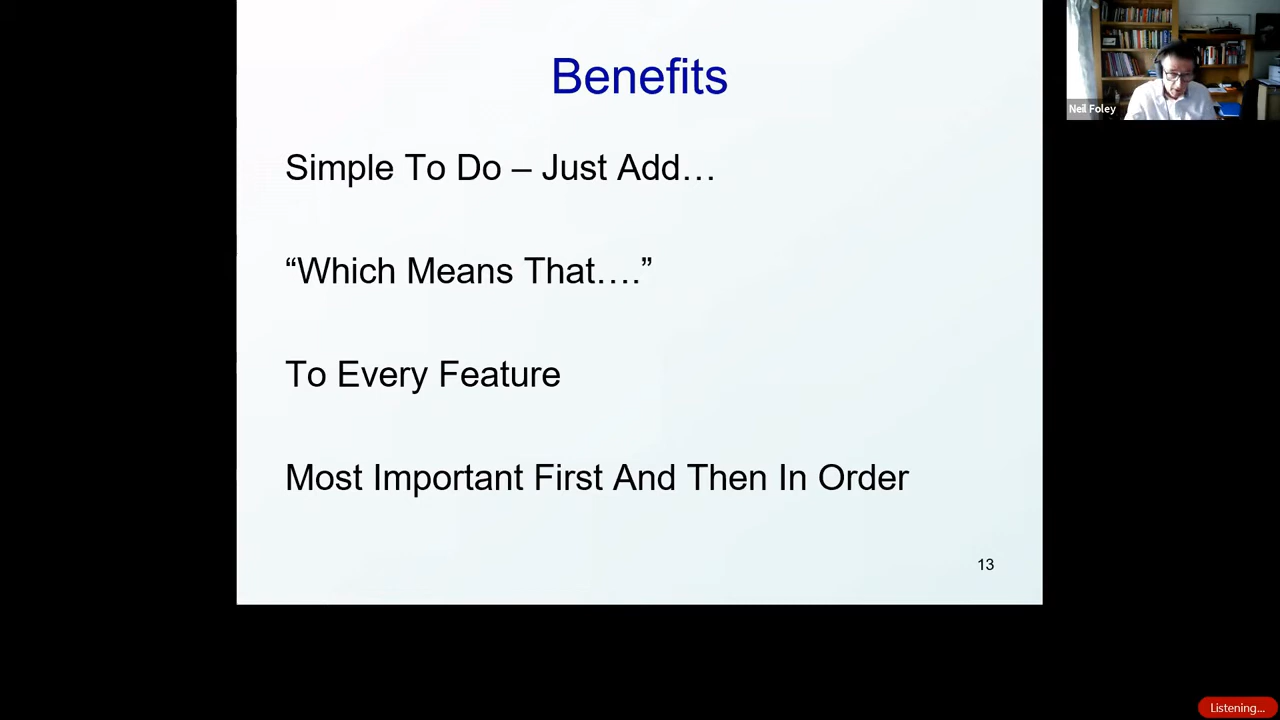 Benefits
Neil Foley
Simple To Do – Just Add…
“Which Means That….”
To Every Feature
Most Important First And Then In Order
13
Listening...